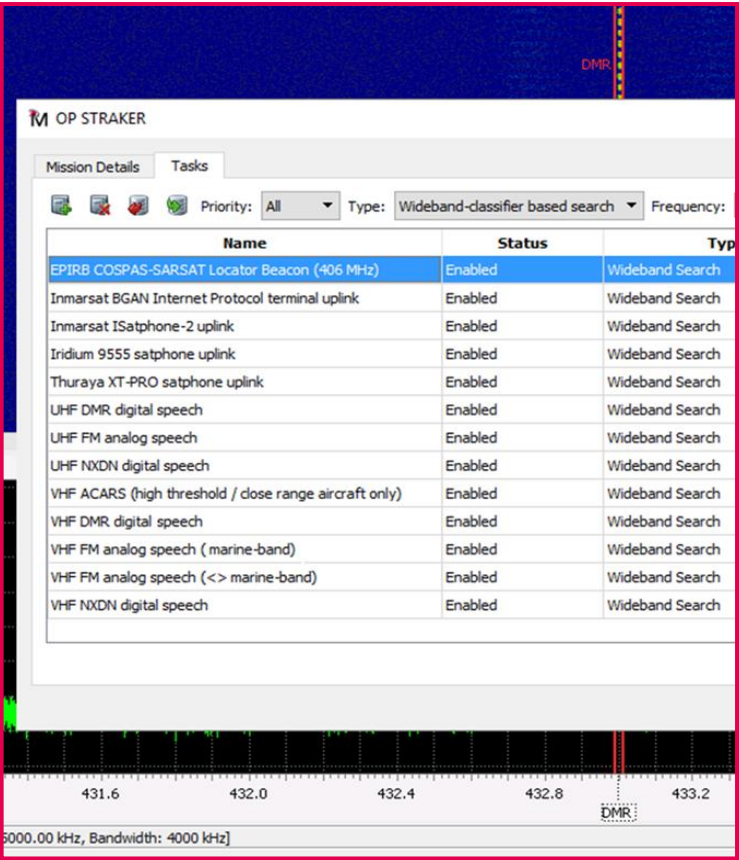 DMR
OP STRAKER
Mission Details Tasks
Priority: All Type: Wideband-classifier based search Frequency:
Name Status Typ
EPIRB COSPAS-SARSAT Locator Beacon (406 MHz) Enabled Wideband Search
Inmarsat BGAN Internet Protocol terminal uplink Enabled Wideband Search
Inmarsat ISatphone-2 uplink Enabled Wideband Search
Iridium 9555 satphone uplink Enabled Wideband Search
Thuraya XT-PRO satphone uplink Enabled Wideband Search
UHF DMR digital speech Enabled Wideband Search
UHF FM analog speech Enabled Wideband Search
UHF NXDN digital speech Enabled Wideband Search
VHF ACARS (high threshold / close range aircraft only) Enabled Wideband Search
VHF DMR digital speech Enabled Wideband Search
VHF FM analog speech ( marine-band) Enabled Wideband Search
VHF FM analog speech (<> marine-band) Enabled Wideband Search
VHF NXDN digital speech Enabled Wideband Search
431.6 432.0 432.4 432.8 433.2
DMR
5000.00 kHz, Bandwidth: 4000 kHz]